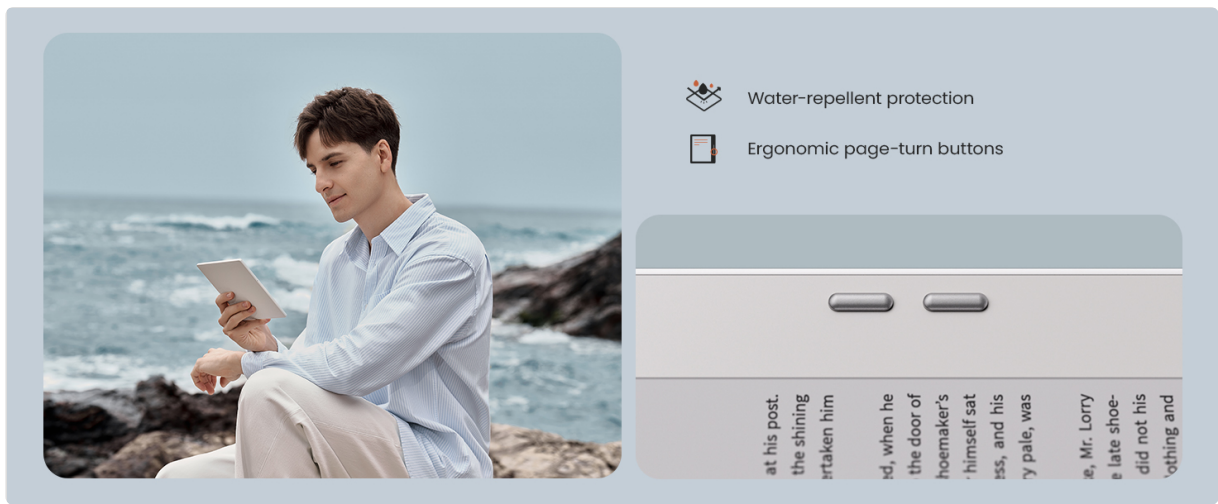 Water-repellent protection
Ergonomic page-turn buttons
at his post.
the shining
ertaken him
ed, when he
the door of
hoemaker's
himself sat
ess, and his
ry pale, was
e, Mr. Lorry
e late shoe-
did not his
othing and